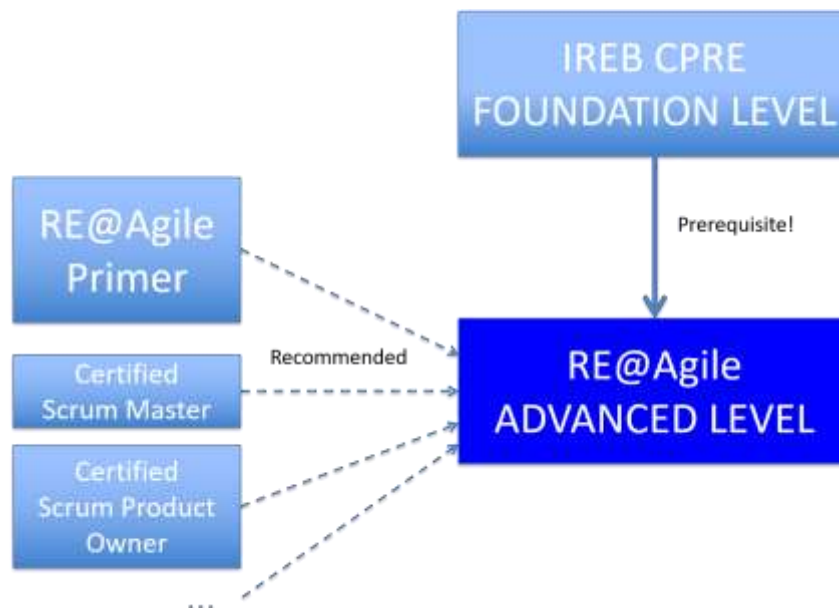 IREB CPRE
FOUNDATION LEVEL
Prerequisite!
RE@Agile
Primer
Recommended
Certified
Scrum Master
Certified
Scrum Product
Owner
...
RE@Agile
ADVANCED LEVEL